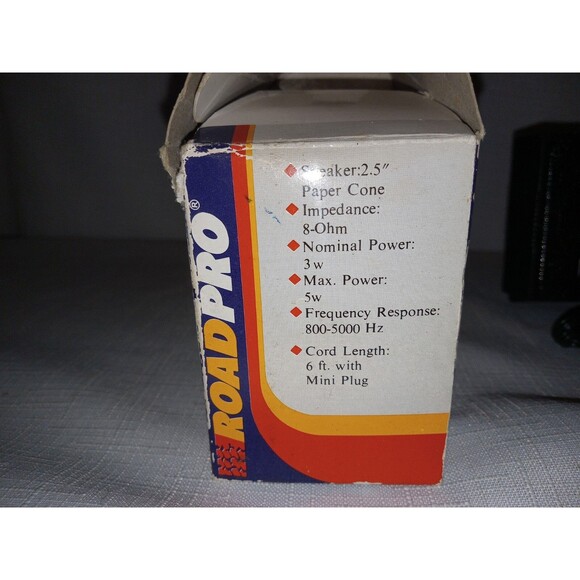 ROADPRO®
Speaker:2.5"
Paper Cone
Impedance:
8-Ohm
Nominal Power:
3w
Max. Power:
5w
Frequency Response:
800-5000 Hz
Cord Length:
6 ft. with
Mini Plug